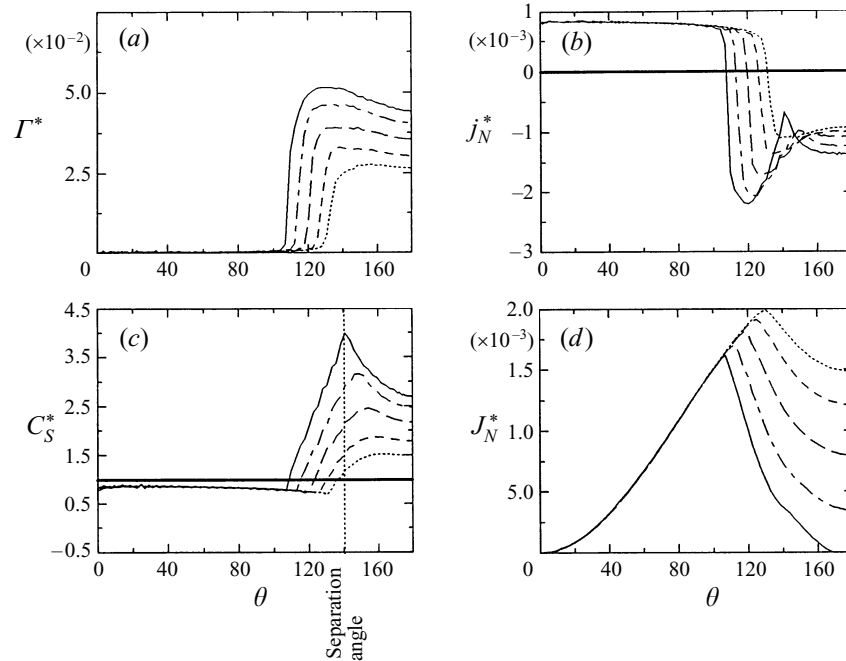 (×10−2)
(a)
5.0
Γ*
2.5
0 40 80 120 160
1
(×10−3)
(b)
0
j*N
−1
−2
−3
0 40 80 120 160
4.5
(c)
3.5
C*S
2.5
1.5
0.5
−0.5
0 40 80 120 160
θ
Separation
angle
2.0
(×10−3)
(d)
1.5
J*N
1.0
5.0
0 40 80 120 160
θ